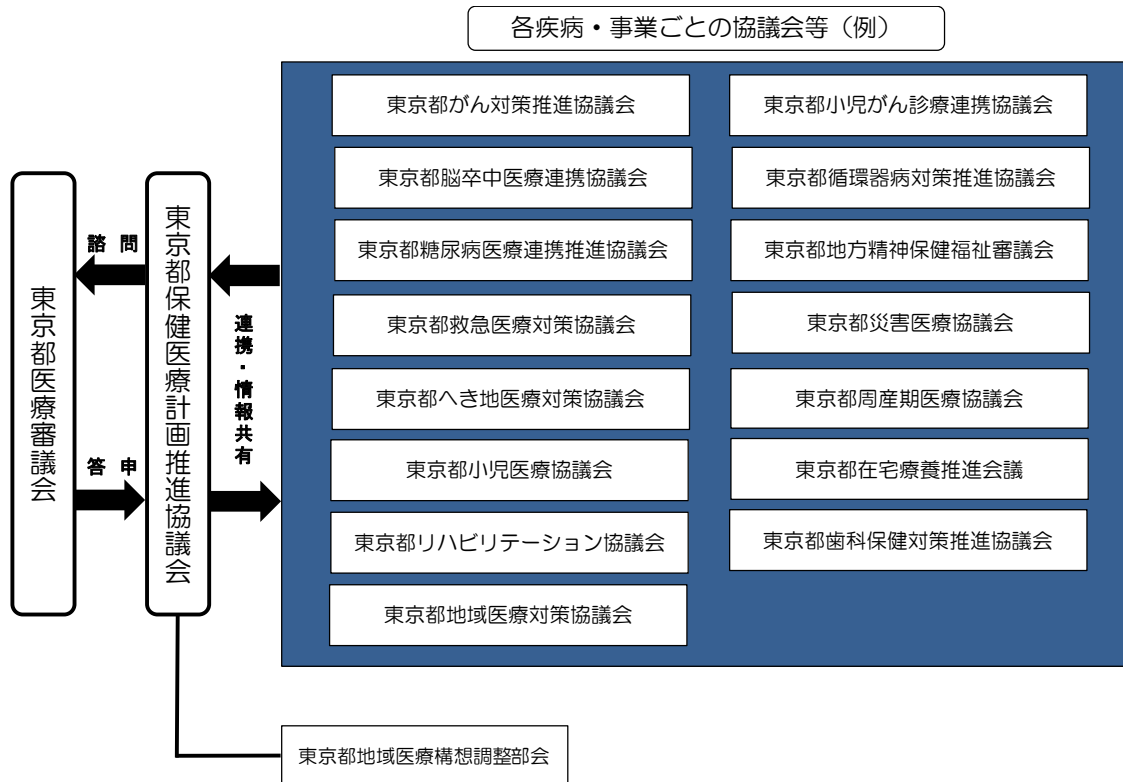 各疾病・事業ごとの協議会等（例）
東京都がん対策推進協議会
東京都小児がん診療連携協議会
東京都脳卒中医療連携協議会
東京都循環器病対策推進協議会
東京都糖尿病医療連携推進協議会
東京都地方精神保健福祉審議会
東京都救急医療対策協議会
東京都災害医療協議会
東京都へき地医療対策協議会
東京都周産期医療協議会
東京都小児医療協議会
東京都在宅療養推進会議
東京都リハビリテーション協議会
東京都歯科保健対策推進協議会
東京都地域医療対策協議会
東京都医療審議会
諮問
答申
東京都保健医療計画推進協議会
連携・情報共有
東京都地域医療構想調整部会